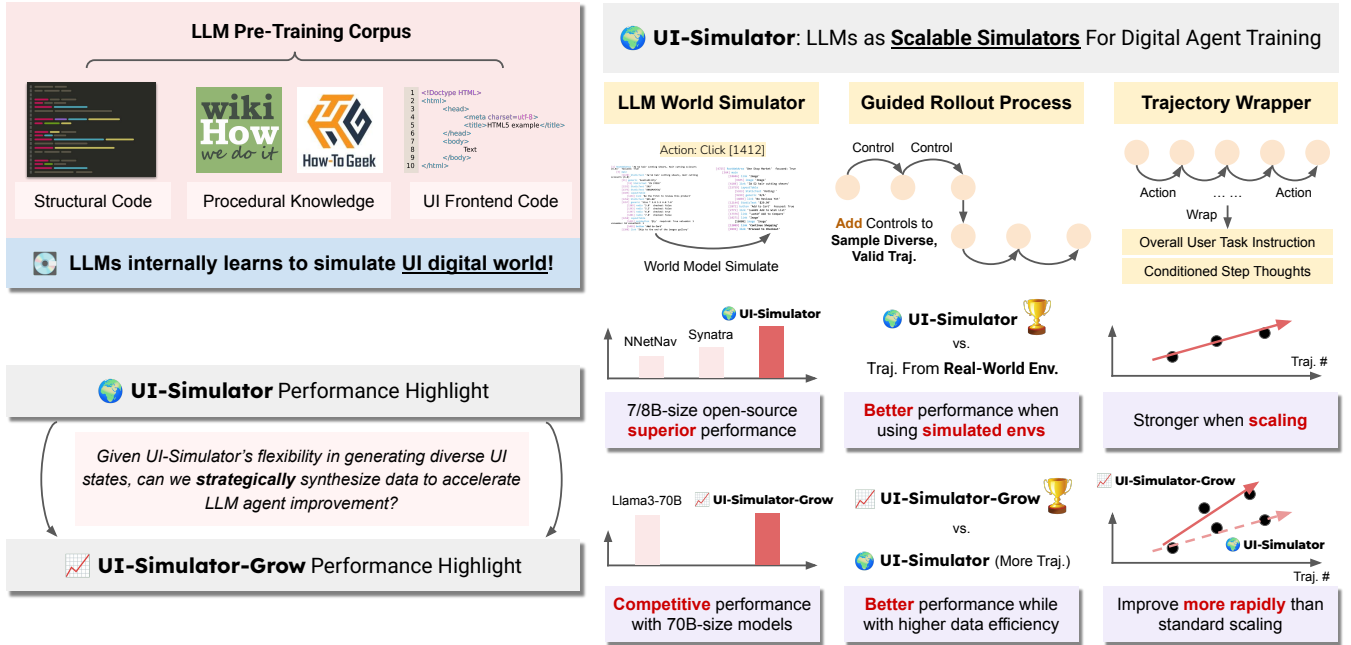 LLM Pre-Training Corpus
wiki
How
we do it
How-To Geek
1 <!Doctype HTML>
2 <html>
3 <head>
4 <meta charset=utf-8>
5 <title>HTML5 example</title>
6 </head>
7 <body>
8 Text
9 </body>
10 </html>
Structural Code
Procedural Knowledge
UI Frontend Code
LLMs internally learns to simulate UI digital world!
UI-Simulator Performance Highlight
Given UI-Simulator's flexibility in generating diverse UI
states, can we strategically synthesize data to accelerate
LLM agent improvement?
UI-Simulator-Grow Performance Highlight
UI-Simulator: LLMs as Scalable Simulators For Digital Agent Training
LLM World Simulator
Action: Click [1412]
World Model Simulate
Guided Rollout Process
Control
Control
Add Controls to
Sample Diverse,
Valid Traj.
Trajectory Wrapper
Action
... ...
Action
Wrap
Overall User Task Instruction
Conditioned Step Thoughts
UI-Simulator
NNetNav
Synatra
7/8B-size open-source
superior performance
UI-Simulator
vs.
Traj. From Real-World Env.
Better performance when
using simulated envs
Traj. #
Stronger when scaling
Llama3-70B
UI-Simulator-Grow
Competitive performance
with 70B-size models
UI-Simulator-Grow
vs.
UI-Simulator (More Traj.)
Better performance while
with higher data efficiency
UI-Simulator-Grow
UI-Simulator
Traj. #
Improve more rapidly than
standard scaling